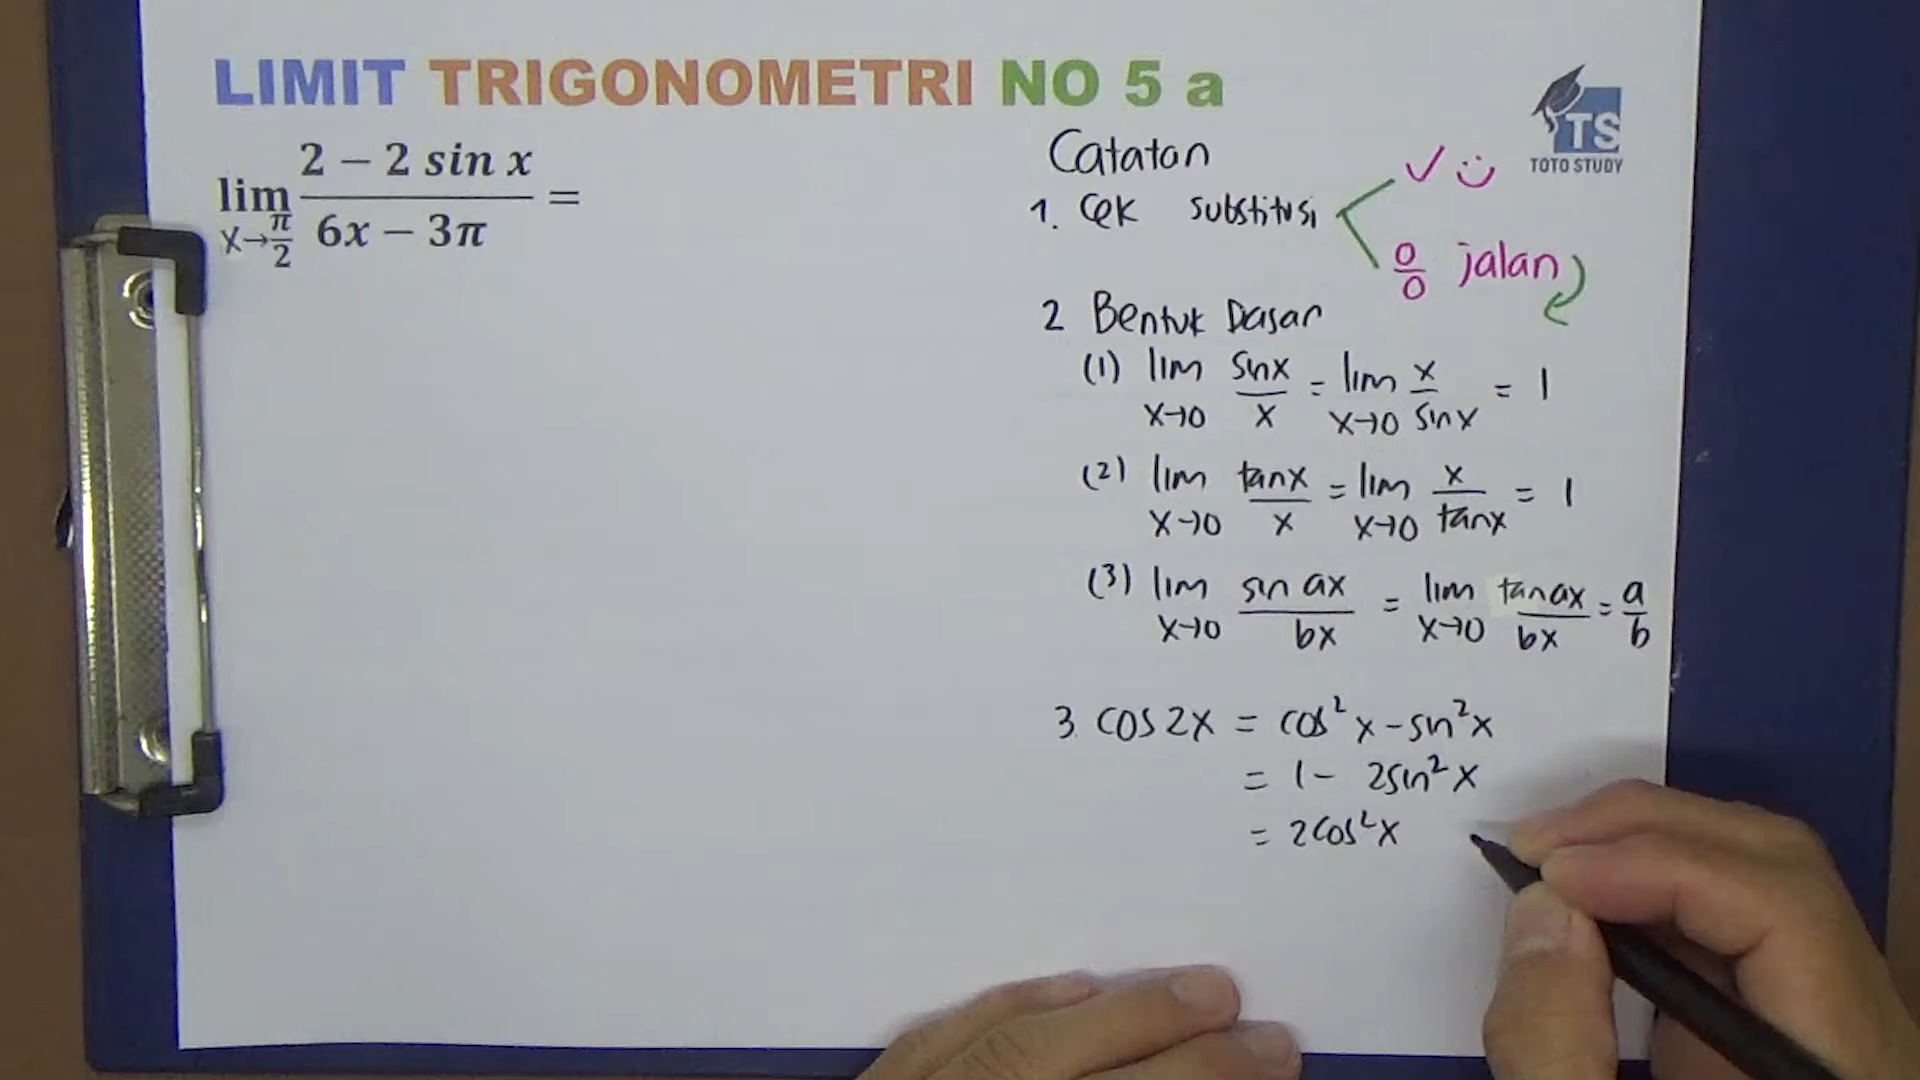 LIMIT TRIGONOMETRI NO 5 a
TS
TOTO STUDY
lim x→π/2 (2 − 2 sin x)/(6x − 3π) =
Catatan
1. Cek substitusi ✓
0/0 jalan
2 Bentuk Dasar
(1) lim x→0 sinx/x = lim x→0 x/sinx = 1
(2) lim x→0 tanx/x = lim x→0 x/tanx = 1
(3) lim x→0 sin ax/bx = lim x→0 tan ax/bx = a/b
3. cos 2x = cos²x − sin²x
= 1 − 2sin²x
= 2cos²x